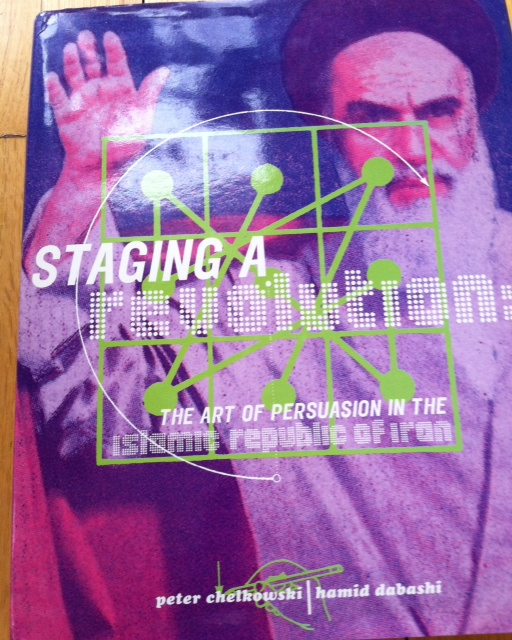 STAGING A
revolution:
THE ART OF PERSUASION IN THE
islamic republic of iran
peter chelkowski | hamid dabashi